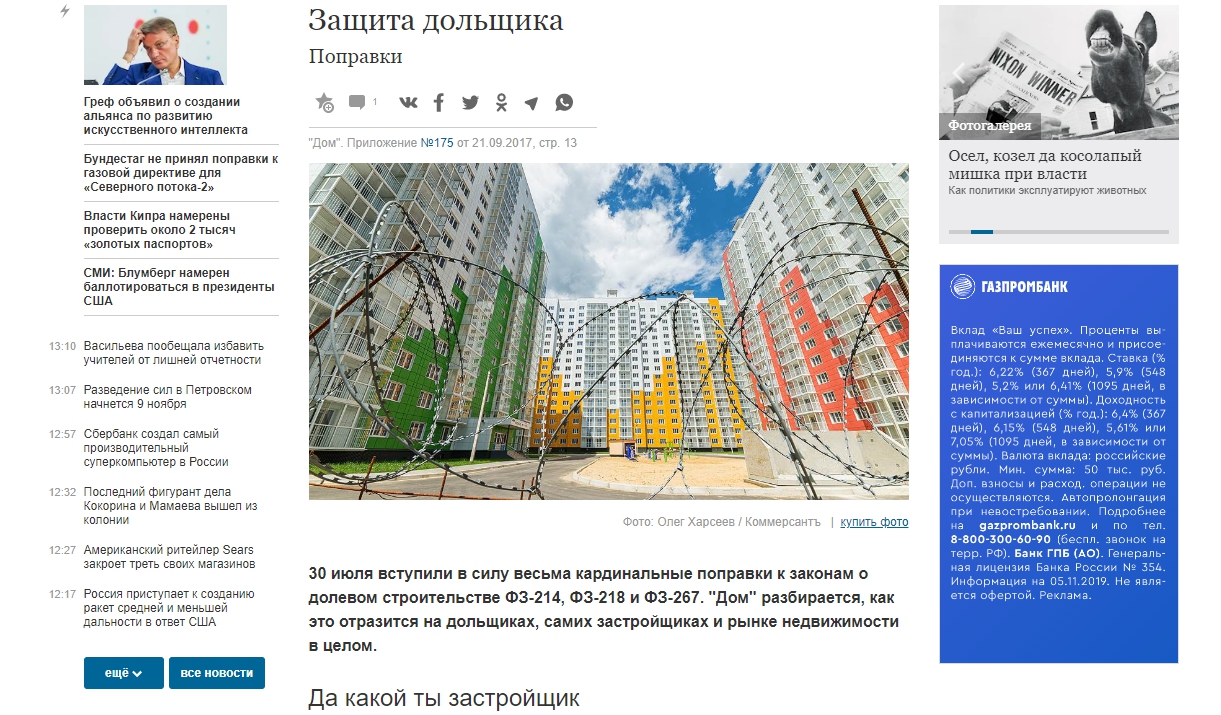 Греф объявил о создании
альянса по развитию
искусственного интеллекта
Бундестаг не принял поправки к
газовой директиве для
«Северного потока-2»
Власти Кипра намерены
проверить около 2 тысяч
«золотых паспортов»
СМИ: Блумберг намерен
баллотироваться в президенты
США
13:10 Васильева пообещала избавить
учителей от лишней отчетности
13:07 Разведение сил в Петровском
начнется 9 ноября
12:57 Сбербанк создал самый
производительный
суперкомпьютер в России
12:32 Последний фигурант дела
Кокорина и Мамаева вышел из
колонии
12:27 Американский ритейлер Sears
закроет треть своих магазинов
12:17 Россия приступает к созданию
ракет средней и меньшей
дальности в ответ США
ещё
все новости
Защита дольщика
Поправки
1
"Дом". Приложение №175 от 21.09.2017, стр. 13
Фото: Олег Харсеев / Коммерсантъ | купить фото
30 июля вступили в силу весьма кардинальные поправки к законам о
долевом строительстве ФЗ-214, ФЗ-218 и ФЗ-267. "Дом" разбирается, как
это отразится на дольщиках, самих застройщиках и рынке недвижимости
в целом.
Да какой ты застройщик
NIXON WINNER
Фотогалерея
Осел, козел да косолапый
мишка при власти
Как политики эксплуатируют животных
ГАЗПРОМБАНК
Вклад «Ваш успех». Проценты вы-
плачиваются ежемесячно и присое-
диняются к сумме вклада. Ставка (%
год.): 6,22% (367 дней), 5,9% (548
дней), 5,2% или 6,41% (1095 дней, в
зависимости от суммы). Доходность
с капитализацией (% год.): 6,4% (367
дней), 6,15% (548 дней), 5,61% или
7,05% (1095 дней, в зависимости от
суммы). Валюта вклада: российские
рубли. Мин. сумма: 50 тыс. руб.
Доп. взносы и расход. операции не
осуществляются. Автопролонгация
при невостребовании. Подробнее
на gazprombank.ru и по тел.
8-800-300-60-90 (беспл. звонок на
терр. РФ). Банк ГПБ (АО). Генераль-
ная лицензия Банка России № 354.
Информация на 05.11.2019. Не явля-
ется офертой. Реклама.